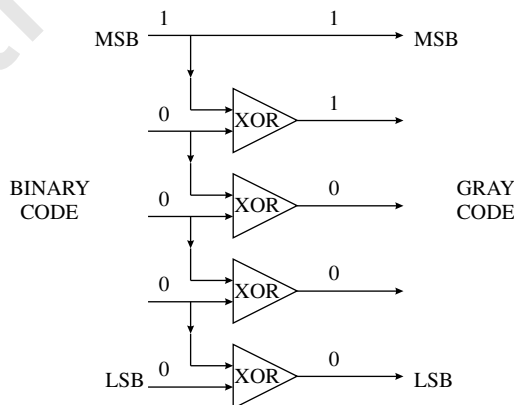 1 1
MSB MSB
0 XOR 1
BINARY CODE
0 XOR 0
GRAY CODE
0 XOR 0
LSB 0 XOR 0 LSB